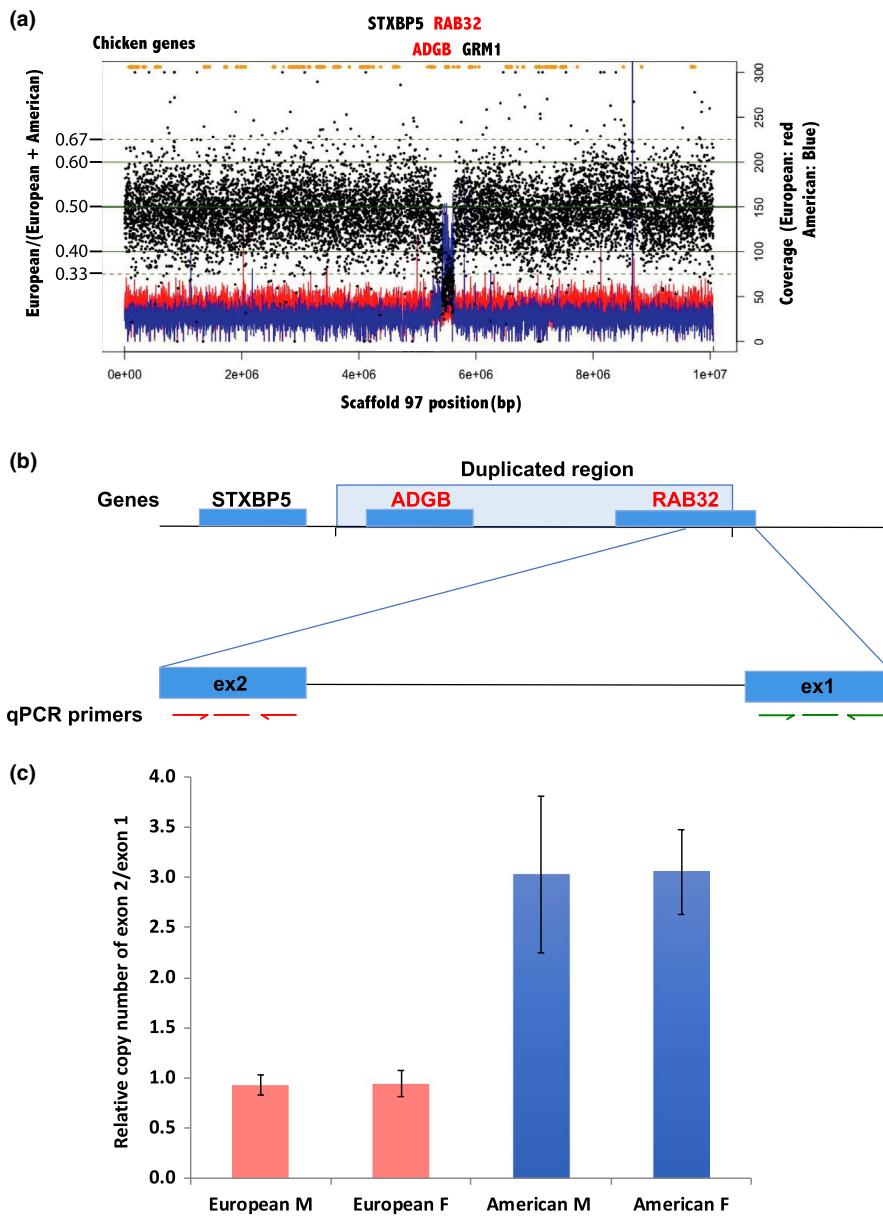 (a)
STXBP5 RAB32
Chicken genes
ADGB GRM1
European/(European + American)
0.67
0.60
0.50
0.40
0.33
300
250
200
150
100
50
0
Coverage (European: red
American: Blue)
0e+00 2e+06 4e+06 6e+06 8e+06 1e+07
Scaffold 97 position (bp)
(b)
Duplicated region
Genes STXBP5 ADGB RAB32
ex2 ex1
qPCR primers
(c)
Relative copy number of exon 2/exon 1
4.0
3.5
3.0
2.5
2.0
1.5
1.0
0.5
0.0
European M European F American M American F